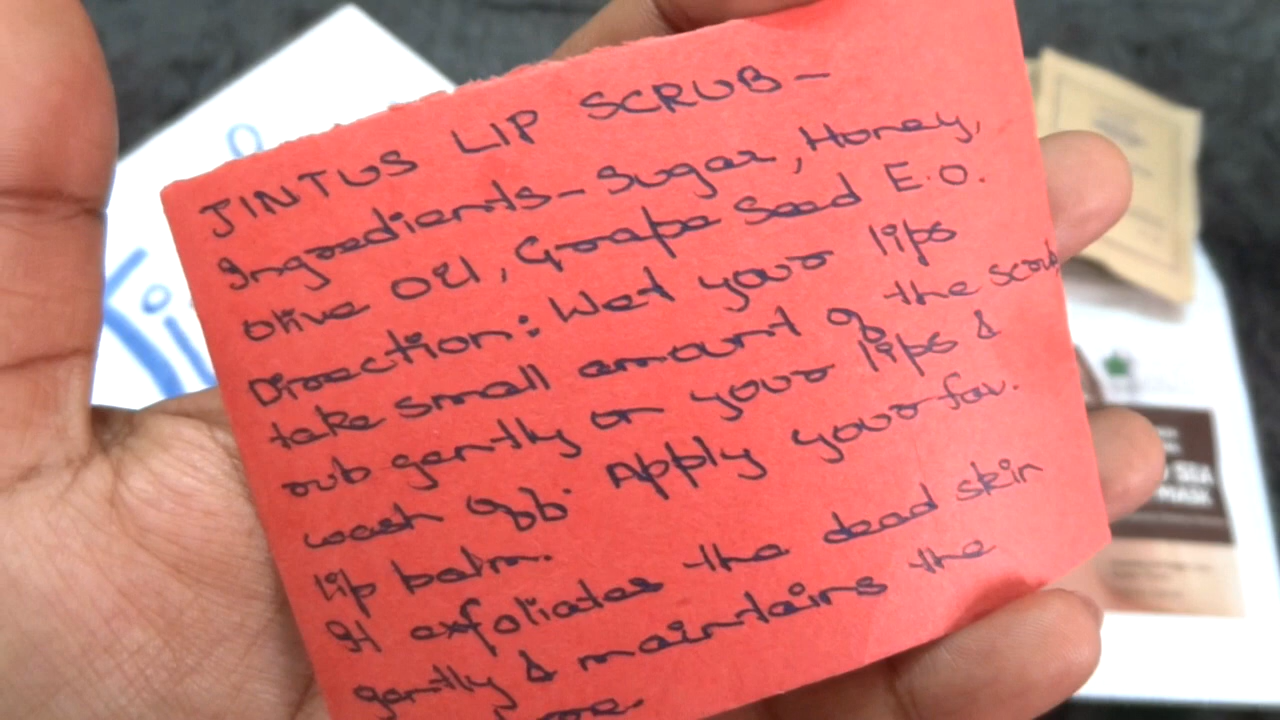 JINTUS LIP SCRUB -
Ingredients - Sugar, Honey,
Olive Oil, Grape Seed E.O.
Direction: Wet your lips
take small amount of the scrub
rub gently on your lips &
wash off. Apply your fav.
lip balm.
It exfoliates the dead skin
gently & maintains the
SEA
MASK